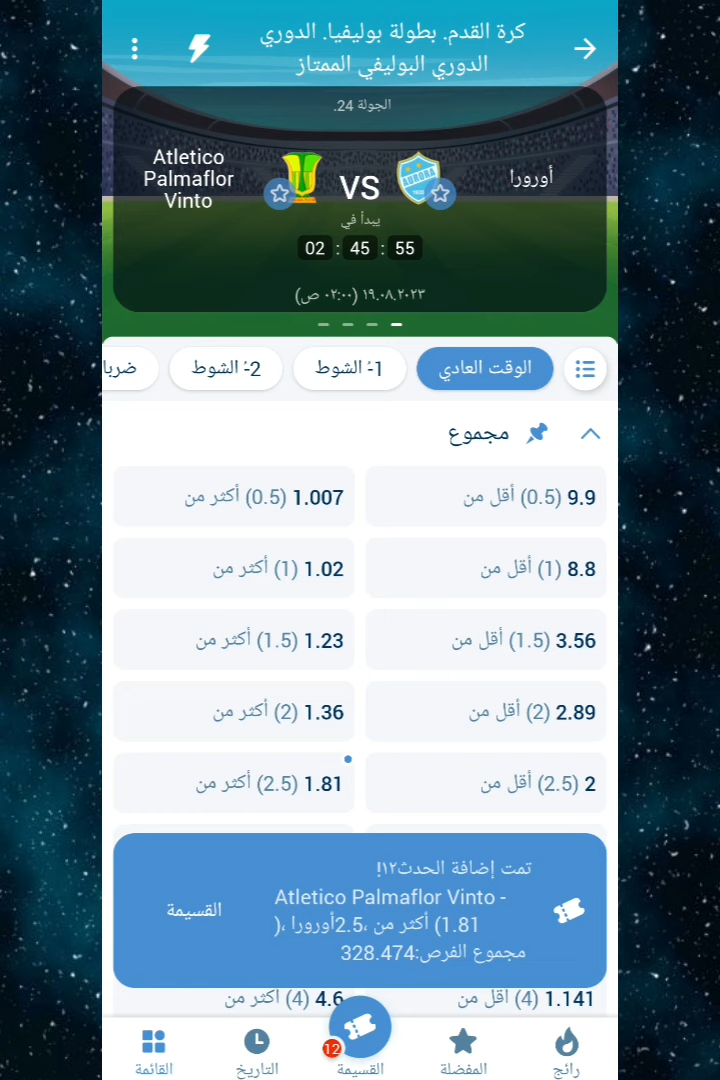 كرة القدم. بطولة بوليفيا. الدوري
الدوري البوليفي الممتاز
الجولة 24.
أورورا
VS
Atletico
Palmaflor
Vinto
AURORA
يبدأ في
02 : 45 : 55
١٩.٠٨.٢٠٢٣ (٠٢:٠٠ ص)
الوقت العادي
1-ُ الشوط
2-ُ الشوط
ضربا
مجموع
9.9 (0.5) أقل من
1.007 (0.5) أكثر من
8.8 (1) أقل من
1.02 (1) أكثر من
3.56 (1.5) أقل من
1.23 (1.5) أكثر من
2.89 (2) أقل من
1.36 (2) أكثر من
2 (2.5) أقل من
1.81 (2.5) أكثر من
تمت إضافة الحدث١٢!
Atletico Palmaflor Vinto -
أورورا ،( 2.5، أكثر من (1.81
مجموع الفرص:328.474
القسيمة
1.141 (4) أقل من
4.6 (4) أكثر من
رائج
المفضلة
12
القسيمة
التاريخ
القائمة